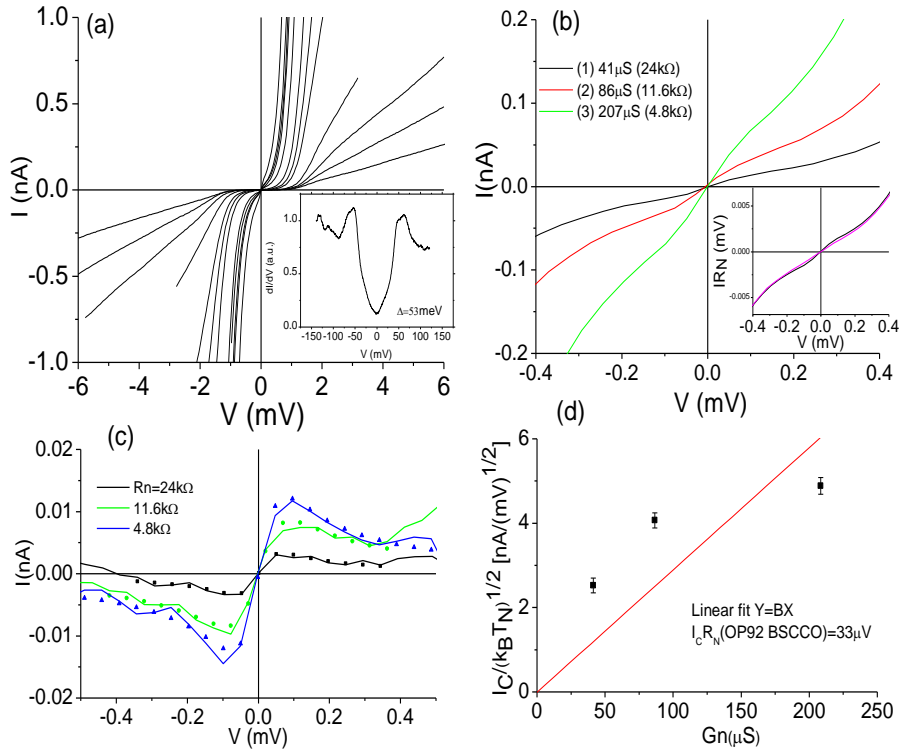 (a)
1.0
0.5
0.0
-0.5
-1.0
I (nA)
-6 -4 -2 0 2 4 6
V (mV)
1.0
0.5
0.0
dI/dV (a.u.)
Δ=53meV
-150 -100 -50 0 50 100 150
V (mV)
(b)
0.2
0.1
0.0
-0.1
-0.2
I(nA)
(1) 41μS (24kΩ)
(2) 86μS (11.6kΩ)
(3) 207μS (4.8kΩ)
-0.4 -0.2 0.0 0.2 0.4
V (mV)
0.005
0.000
-0.005
IRN (mV)
-0.4 -0.2 0.0 0.2 0.4
V (mV)
(c)
0.02
0.01
0.00
-0.01
0.02
I(nA)
Rn=24kΩ
11.6kΩ
4.8kΩ
-0.4 -0.2 0.0 0.2 0.4
V (mV)
(d)
6
4
2
0
IC/(kBTN)^1/2 [nA/(mV)^1/2]
Linear fit Y=BX
ICRN(OP92 BSCCO)=33μV
0 50 100 150 200 250
Gn(μS)